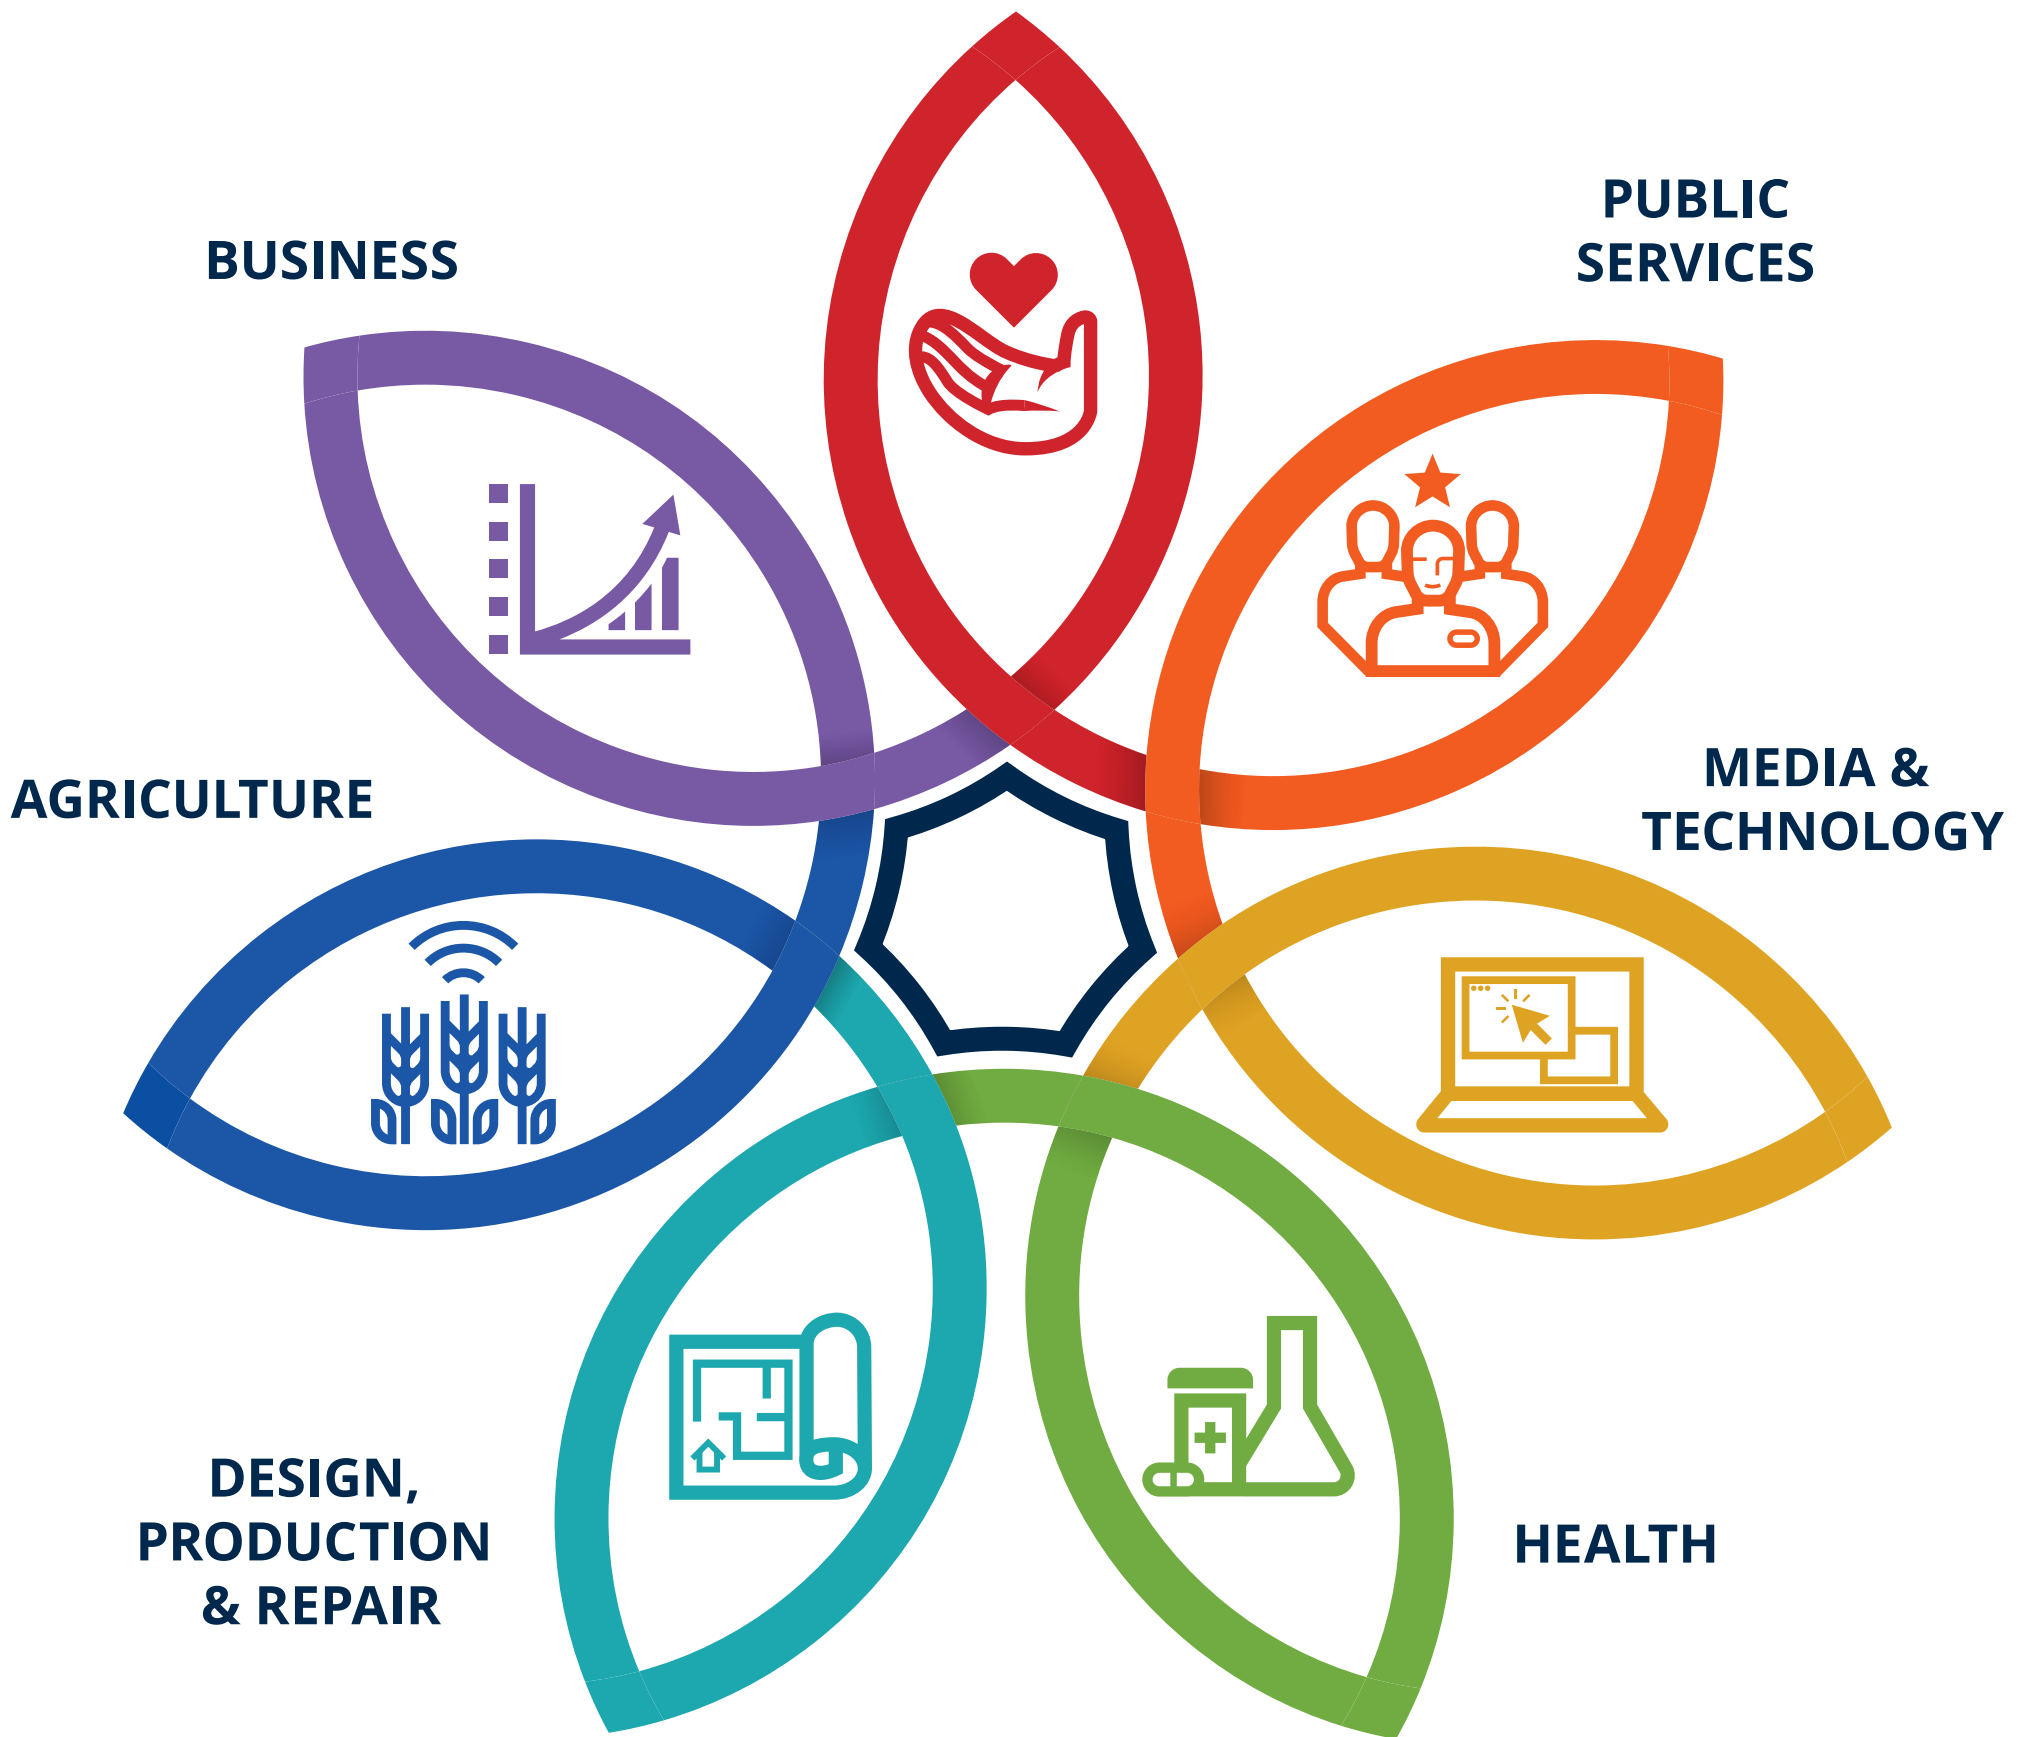 PUBLIC
SERVICES
BUSINESS
MEDIA &
TECHNOLOGY
AGRICULTURE
DESIGN,
PRODUCTION
& REPAIR
HEALTH